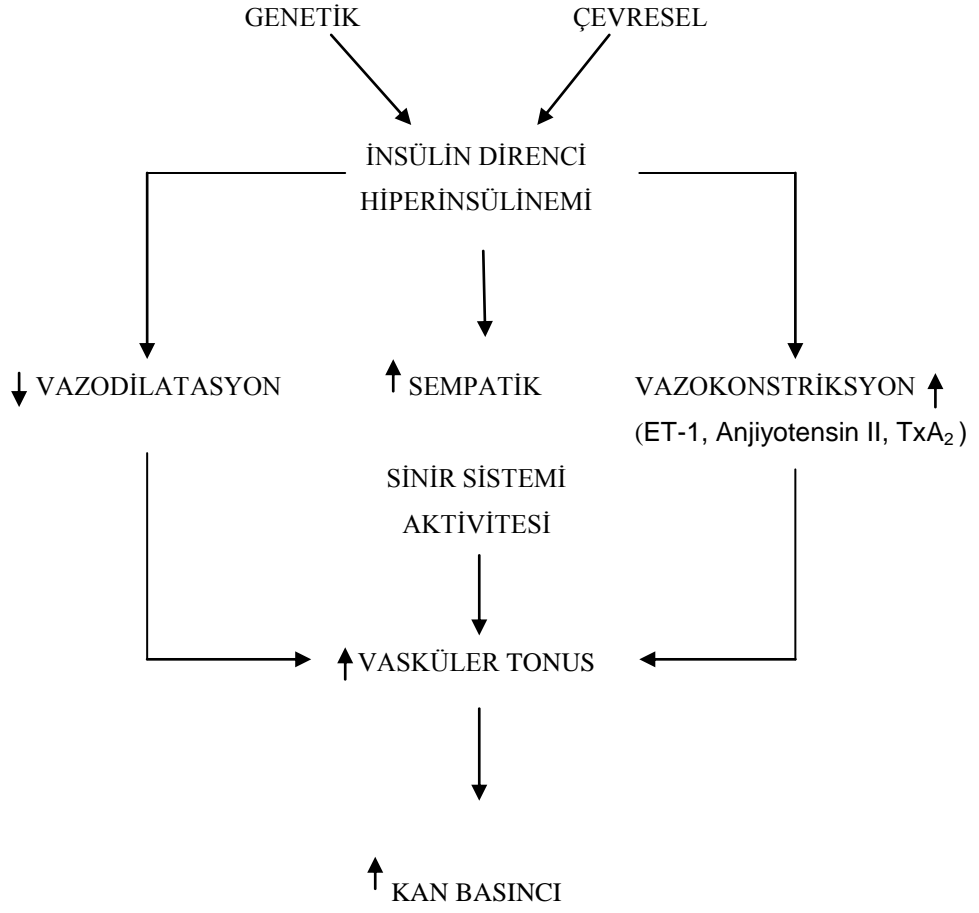 GENETİK ÇEVRESEL
İNSÜLİN DİRENCİ
HİPERİNSÜLİNEMİ
↓ VAZODİLATASYON ↑ SEMPATİK VAZOKONSTRİKSYON ↑
(ET-1, Anjiyotensin II, TxA₂ )
SİNİR SİSTEMİ
AKTİVİTESİ
↑ VASKÜLER TONUS
↑ KAN BASINCI